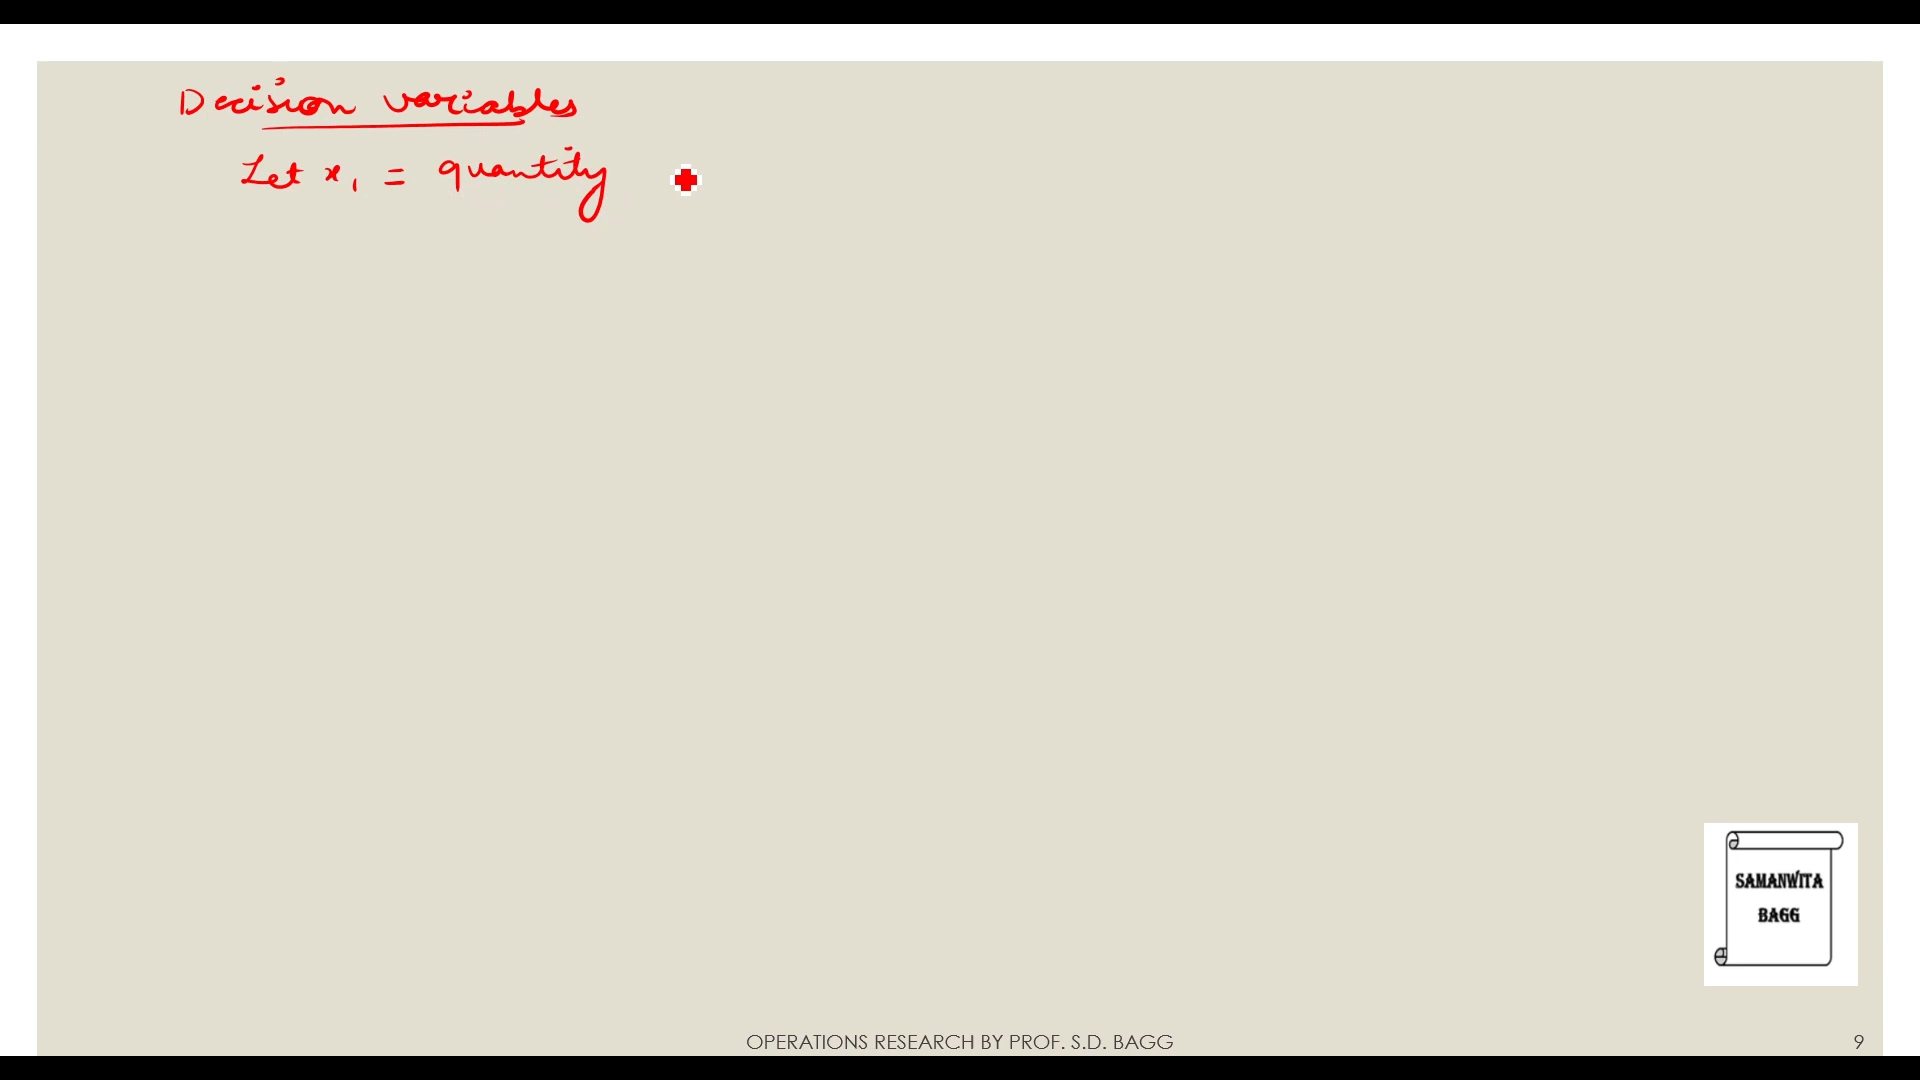 Decision variables
Let x₁ = quantity
SAMANWITA
BAGG
OPERATIONS RESEARCH BY PROF. S.D. BAGG
9